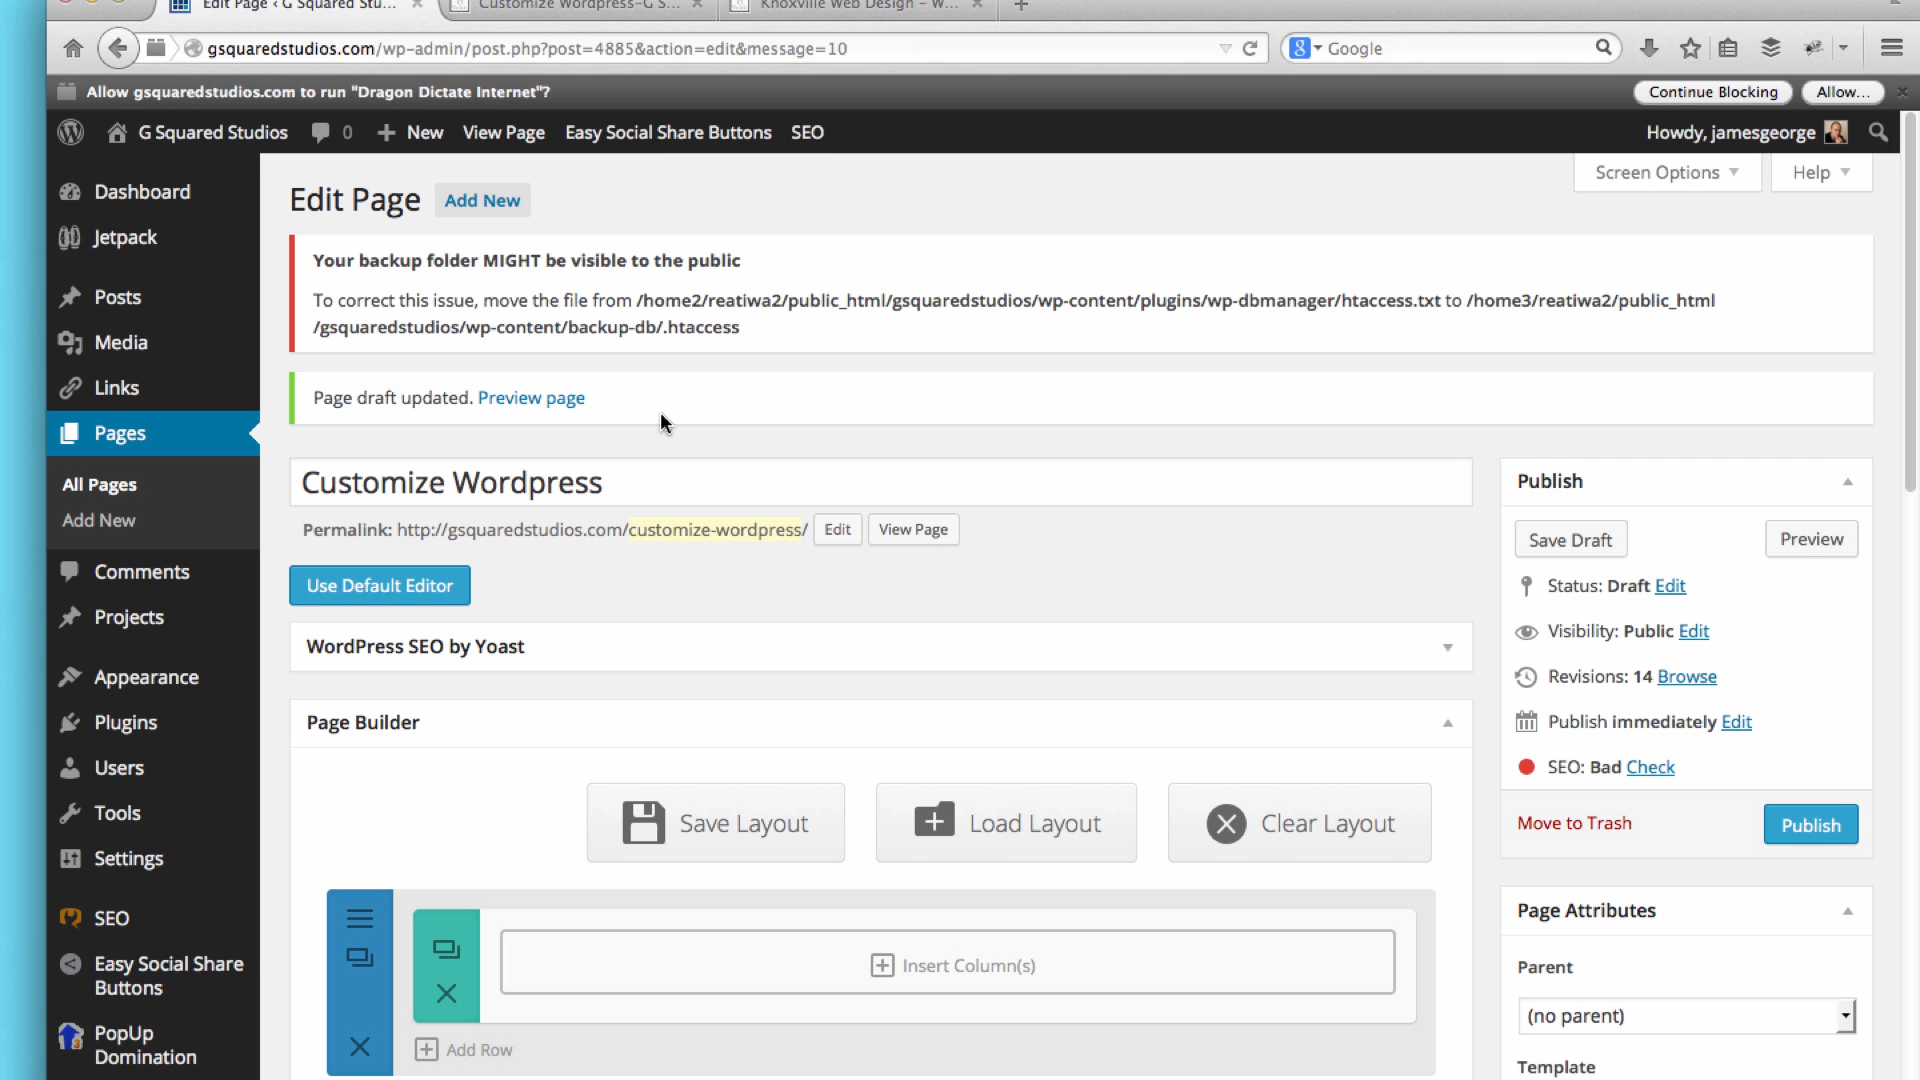 Edit Page ‹ G Squared Stu...
Customize Wordpress-G S...
Knoxville Web Design – W...
gsquaredstudios.com/wp-admin/post.php?post=4885&action=edit&message=10
Google
Allow gsquaredstudios.com to run "Dragon Dictate Internet"?
Continue Blocking
Allow...
G Squared Studios
0
New
View Page
Easy Social Share Buttons
SEO
Howdy, jamesgeorge
Dashboard
Jetpack
Posts
Media
Links
Pages
All Pages
Add New
Comments
Projects
Appearance
Plugins
Users
Tools
Settings
SEO
Easy Social Share
Buttons
PopUp
Domination
Screen Options
Help
Edit Page
Add New
Your backup folder MIGHT be visible to the public
To correct this issue, move the file from /home2/reatiwa2/public_html/gsquaredstudios/wp-content/plugins/wp-dbmanager/htaccess.txt to /home3/reatiwa2/public_html
/gsquaredstudios/wp-content/backup-db/.htaccess
Page draft updated. Preview page
Customize Wordpress
Permalink: http://gsquaredstudios.com/customize-wordpress/
Edit
View Page
Use Default Editor
WordPress SEO by Yoast
Page Builder
Save Layout
Load Layout
Clear Layout
Insert Column(s)
Add Row
Publish
Save Draft
Preview
Status: Draft Edit
Visibility: Public Edit
Revisions: 14 Browse
Publish immediately Edit
SEO: Bad Check
Move to Trash
Publish
Page Attributes
Parent
(no parent)
Template